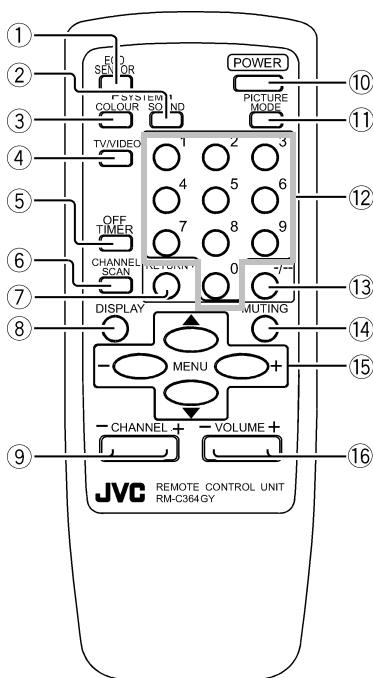 ① ECO SENSOR POWER
② SYSTEM SOUND ⑩
③ COLOUR PICTURE MODE ⑪
④ TV/VIDEO 1 2 3
4 5 6 ⑫
⑤ OFF TIMER 7 8 9
⑥ CHANNEL SCAN
⑦ RETURN+ 0 -/-- ⑬
⑧ DISPLAY MUTING ⑭
▲
- MENU + ⑮
▼
- CHANNEL + - VOLUME +
⑨ ⑯
JVC REMOTE CONTROL UNIT
RM-C364GY